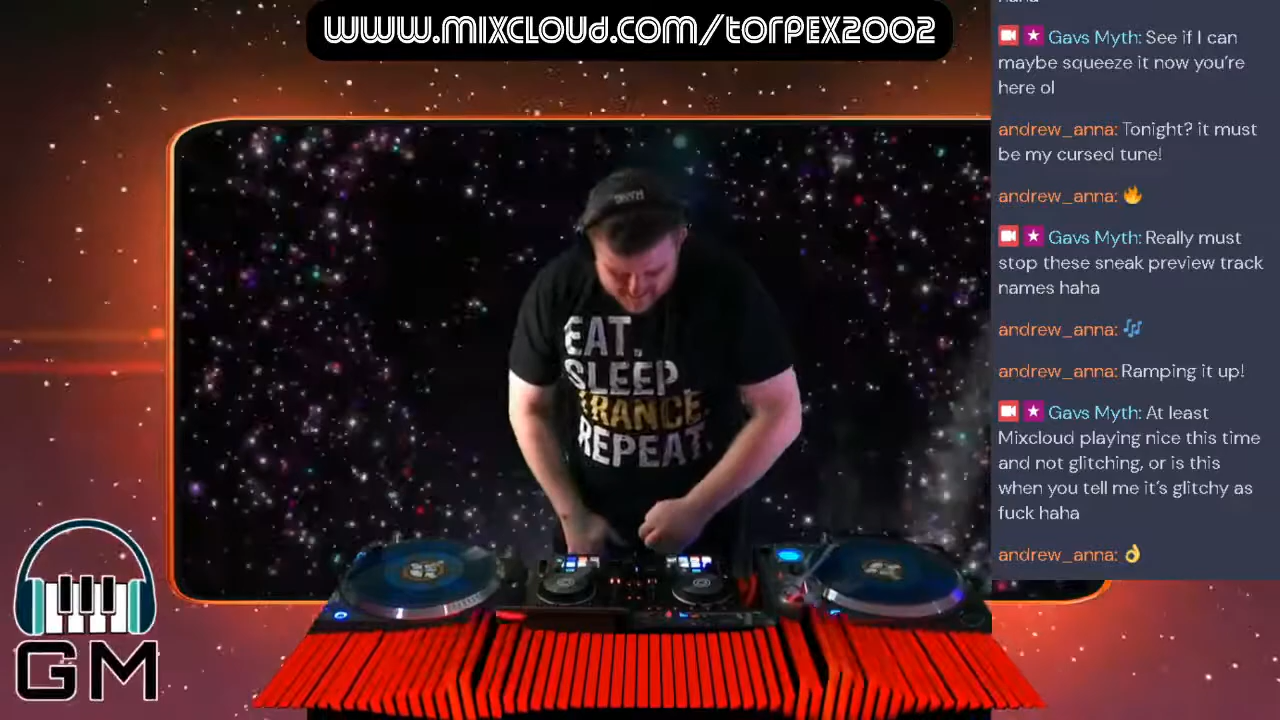 www.mixcloud.com/torpex2002
Gavs Myth: See if I can
maybe squeeze it now you're
here ol
andrew_anna: Tonight? it must
be my cursed tune!
andrew_anna: 🔥
Gavs Myth: Really must
stop these sneak preview track
names haha
andrew_anna: 🎶
andrew_anna: Ramping it up!
Gavs Myth: At least
Mixcloud playing nice this time
and not glitching, or is this
when you tell me it's glitchy as
fuck haha
andrew_anna: 👌
EAT.
SLEEP.
TRANCE.
REPEAT.
GM